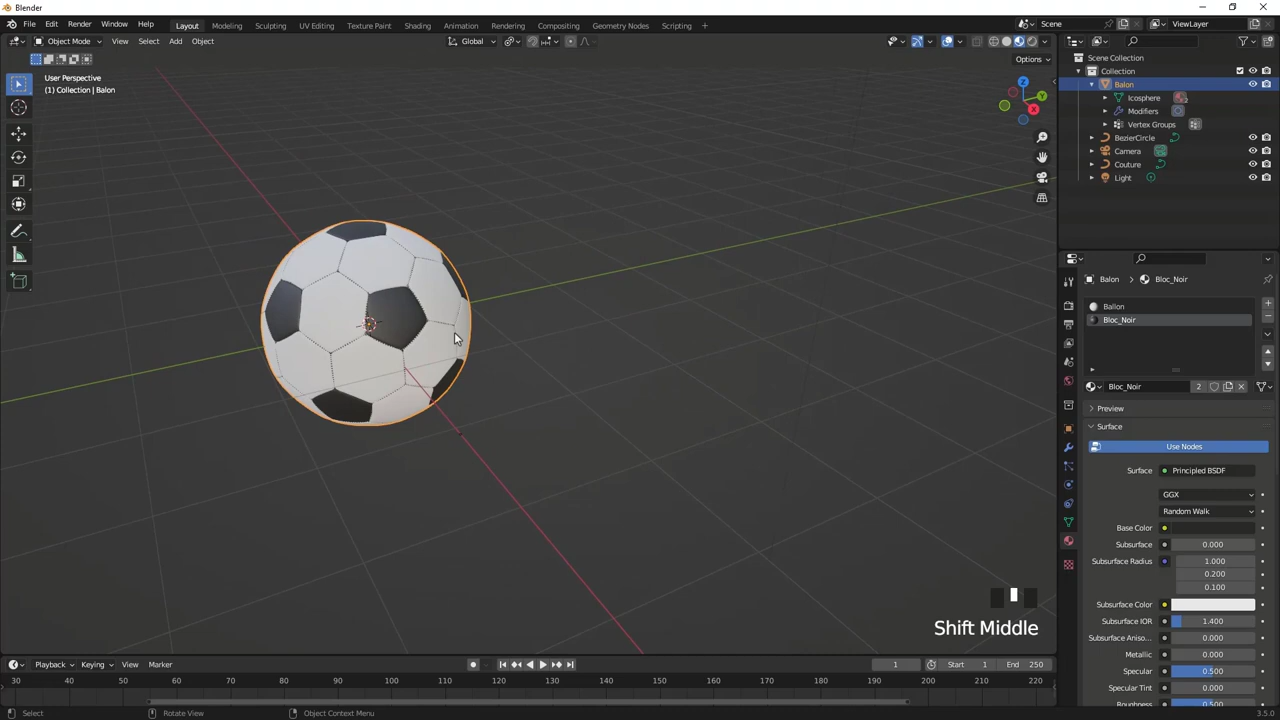 Blender
File Edit Render Window Help
Layout Modeling Sculpting UV Editing Texture Paint Shading Animation Rendering Compositing Geometry Nodes Scripting +
Scene ViewLayer
Object Mode View Select Add Object Global
Options
User Perspective
(1) Collection | Balon
Z
Y
X
Scene Collection
Collection
Balon
Icosphere 2
Modifiers
Vertex Groups
BezierCircle
Camera
Couture
Light
Balon > Bloc_Noir
Ballon
Bloc_Noir
Bloc_Noir 2
Preview
Surface
Use Nodes
Surface Principled BSDF
GGX
Random Walk
Base Color
Subsurface 0.000
Subsurface Radius 1.000
0.200
0.100
Subsurface Color
Subsurface IOR 1.400
Subsurface Aniso... 0.000
Metallic 0.000
Specular 0.500
Specular Tint 0.000
Roughness 0.500
Shift Middle
Playback Keying View Marker 1 Start 1 End 250
30 40 50 60 70 80 90 100 110 120 130 140 150 160 170 180 190 200 210 220
Select Rotate View Object Context Menu 3.5.0